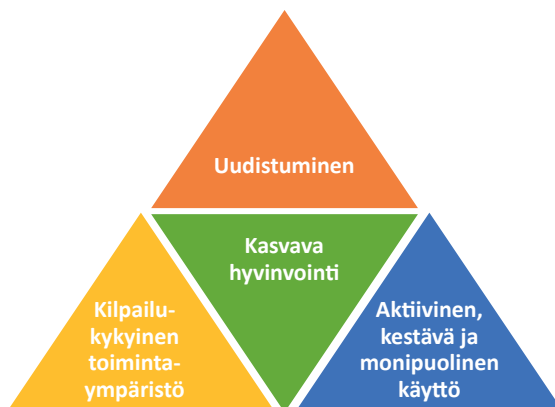 Uudistuminen
Kasvava
hyvinvointi
Kilpailu-
kykyinen
toiminta-
ympäristö
Aktiivinen,
kestävä ja
monipuolinen
käyttö